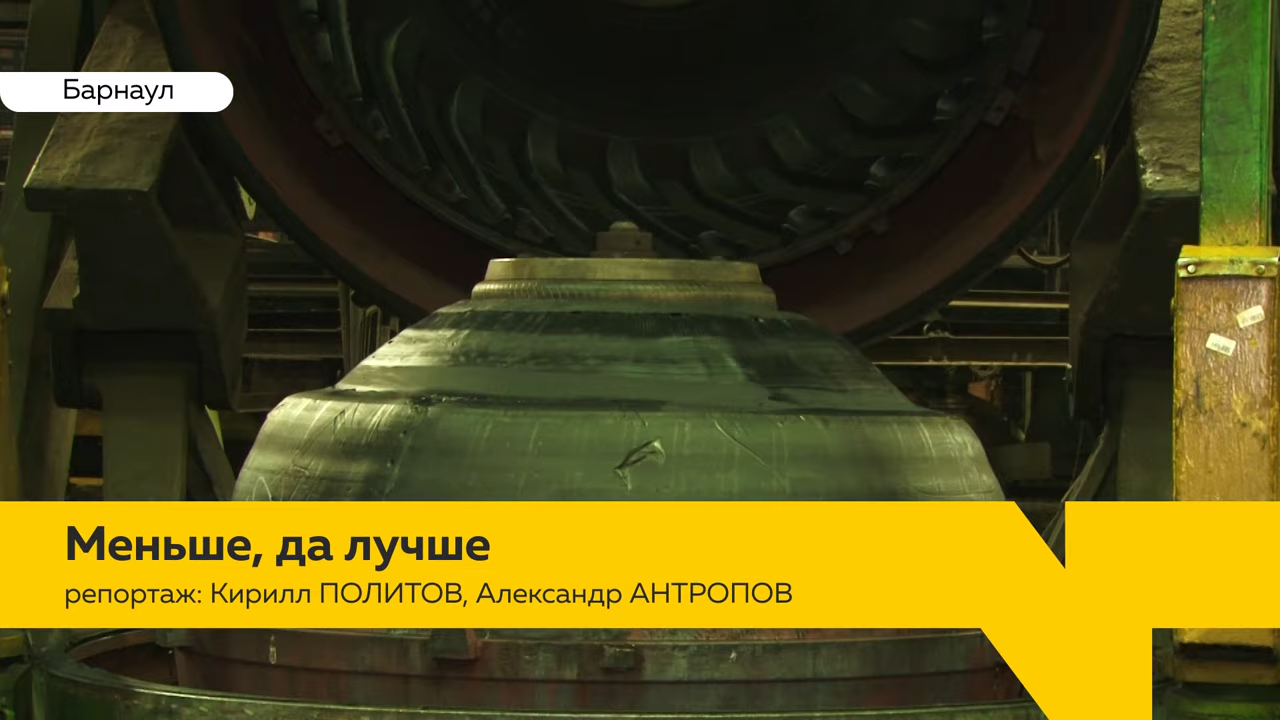 Барнаул
Меньше, да лучше
репортаж: Кирилл ПОЛИТОВ, Александр АНТРОПОВ